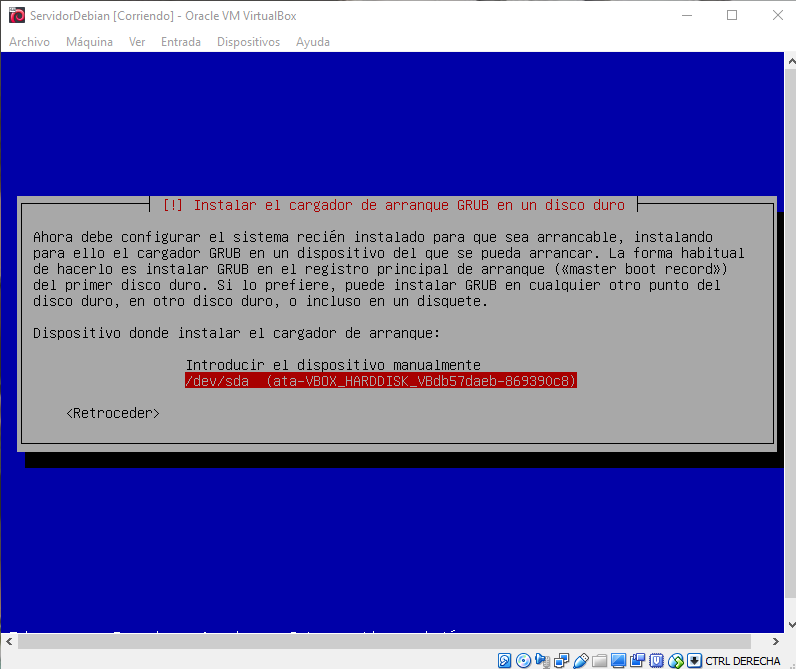 ServidorDebian [Corriendo] - Oracle VM VirtualBox
Archivo Máquina Ver Entrada Dispositivos Ayuda
[!] Instalar el cargador de arranque GRUB en un disco duro
Ahora debe configurar el sistema recién instalado para que sea arrancable, instalando
para ello el cargador GRUB en un dispositivo del que se pueda arrancar. La forma habitual
de hacerlo es instalar GRUB en el registro principal de arranque («master boot record»)
del primer disco duro. Si lo prefiere, puede instalar GRUB en cualquier otro punto del
disco duro, en otro disco duro, o incluso en un disquete.
Dispositivo donde instalar el cargador de arranque:
Introducir el dispositivo manualmente
/dev/sda (ata-VBOX_HARDDISK_VBdb57daeb-869390c8)
<Retroceder>
CTRL DERECHA